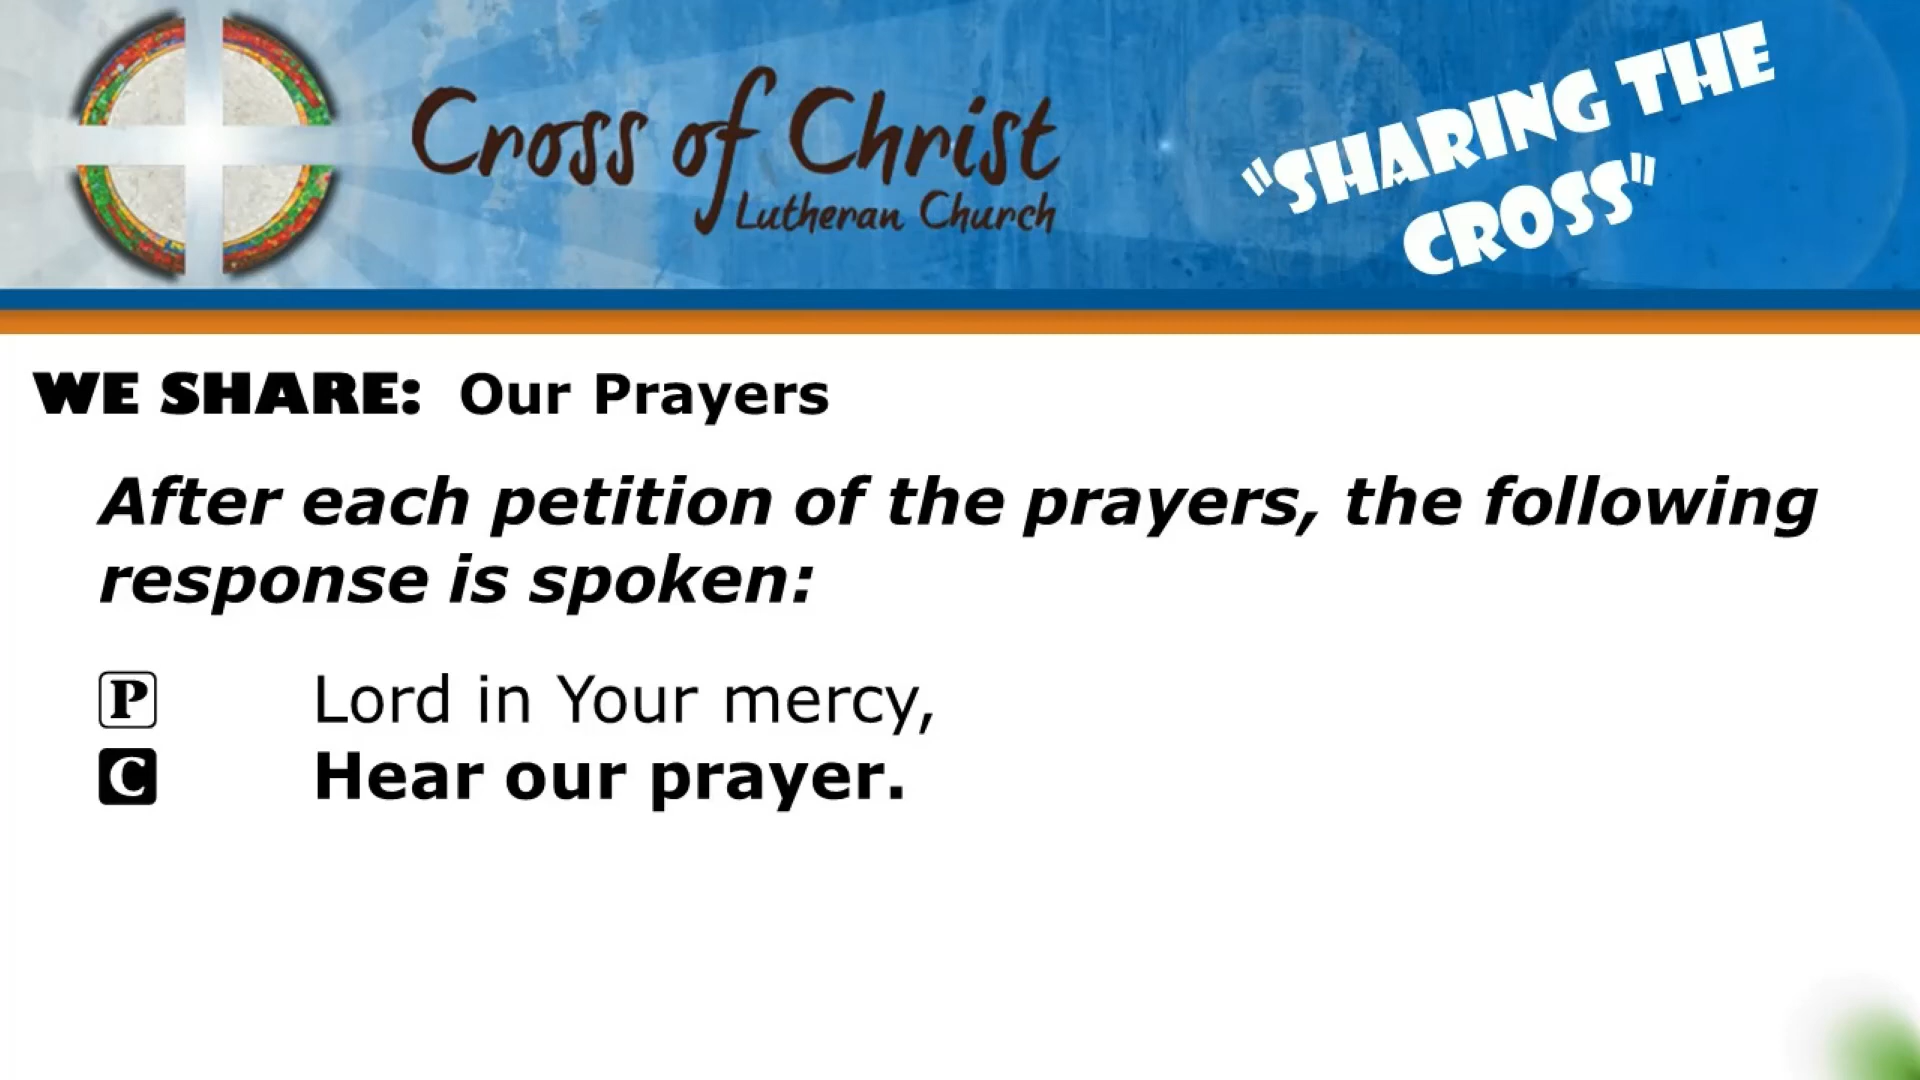 Cross of Christ
Lutheran Church
"SHARING THE
CROSS"
WE SHARE: Our Prayers
After each petition of the prayers, the following
response is spoken:
P Lord in Your mercy,
C Hear our prayer.